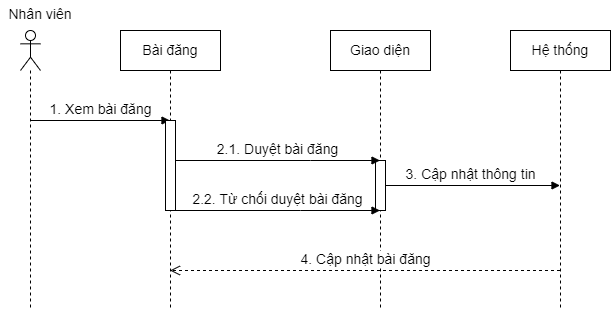 Nhân viên
Bài đăng
Giao diện
Hệ thống
1. Xem bài đăng
2.1. Duyệt bài đăng
3. Cập nhật thông tin
2.2. Từ chối duyệt bài đăng
4. Cập nhật bài đăng